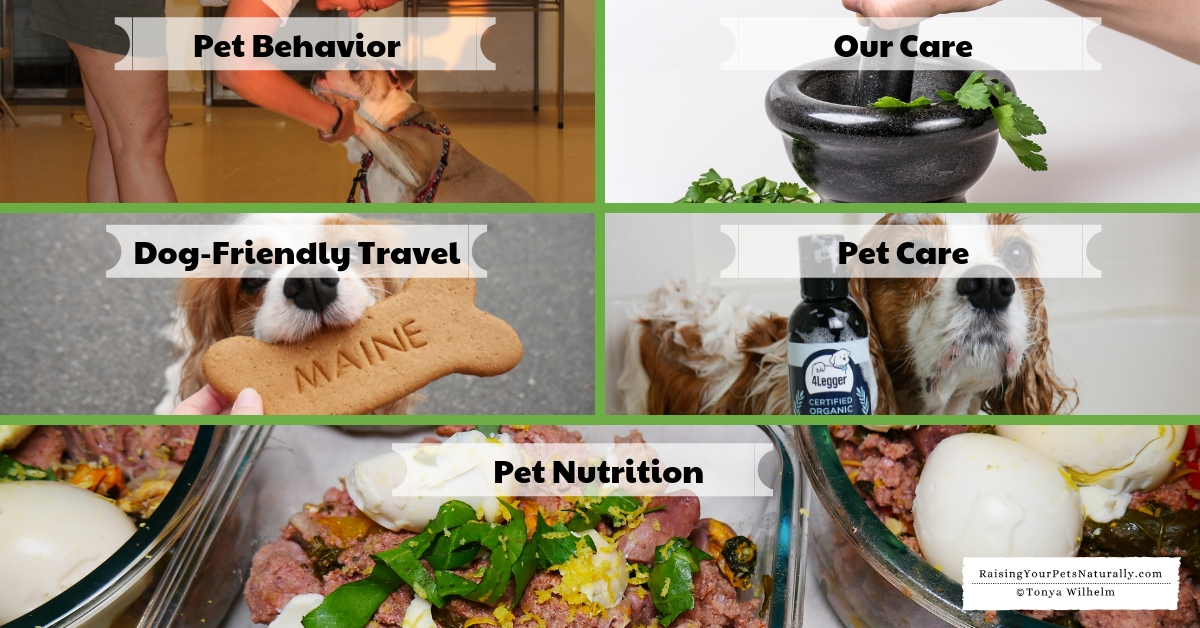 Pet Behavior
Our Care
Dog-Friendly Travel
MAINE
Pet Care
4Legger
CERTIFIED
ORGANIC
Pet Nutrition
RaisingYourPetsNaturally.com
©Tonya Wilhelm